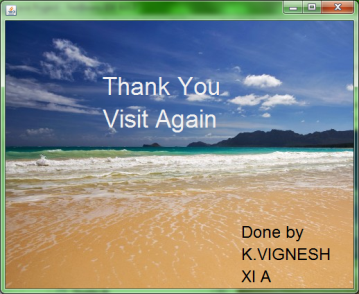 Thank You
Visit Again
Done by
K.VIGNESH
XI A